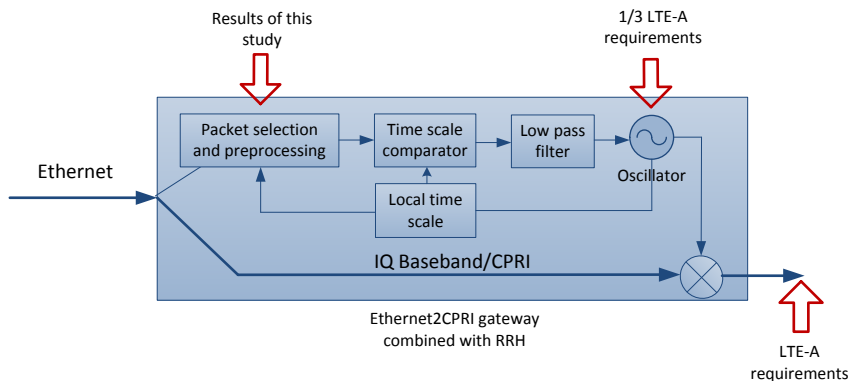 Results of this
study
1/3 LTE-A
requirements
Ethernet
Packet selection
and preprocessing
Time scale
comparator
Low pass
filter
Oscillator
Local time
scale
IQ Baseband/CPRI
Ethernet2CPRI gateway
combined with RRH
LTE-A
requirements